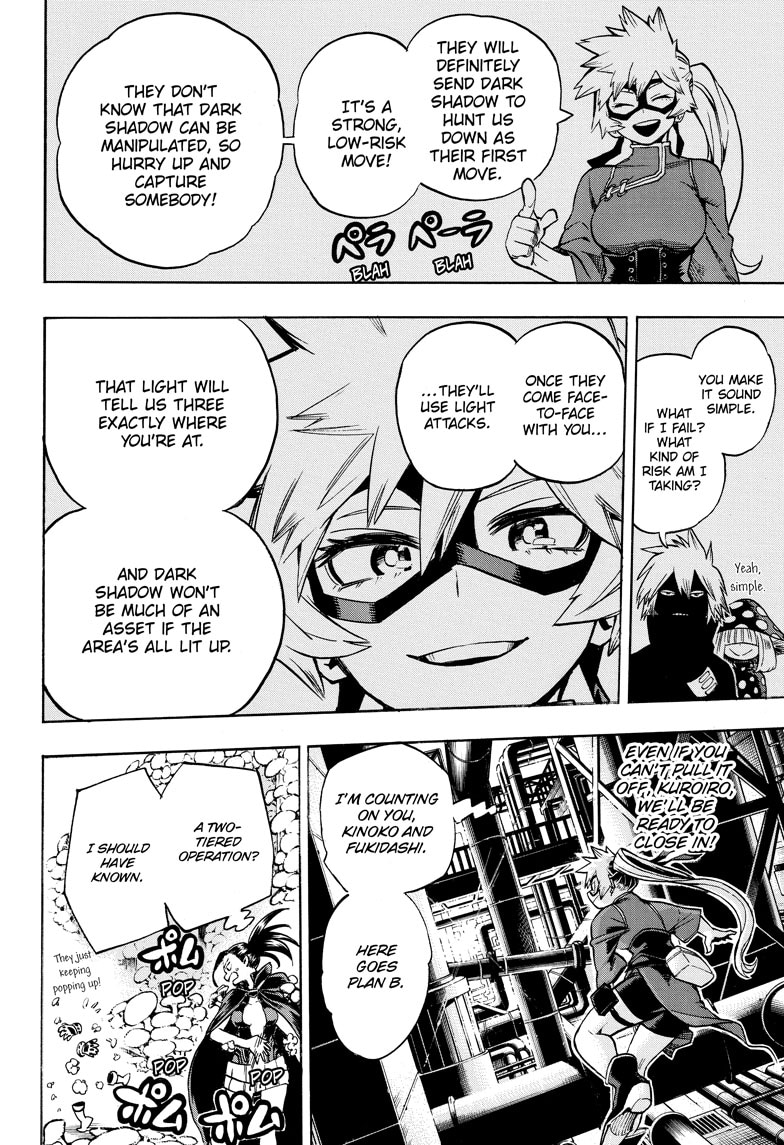 THEY WILL
DEFINITELY
SEND DARK
SHADOW TO
HUNT US
DOWN AS
THEIR FIRST
MOVE.
IT'S A
STRONG,
LOW-RISK
MOVE!
THEY DON'T
KNOW THAT DARK
SHADOW CAN BE
MANIPULATED, SO
HURRY UP AND
CAPTURE
SOMEBODY!
ペラ ペーラ
BLAH
BLAH
YOU MAKE
IT SOUND
SIMPLE.
WHAT
IF I FAIL?
WHAT
KIND OF
RISK AM I
TAKING?
Yeah,
simple.
ONCE THEY
COME FACE-
TO-FACE
WITH YOU...
...THEY'LL
USE LIGHT
ATTACKS.
THAT LIGHT WILL
TELL US THREE
EXACTLY WHERE
YOU'RE AT.
AND DARK
SHADOW WON'T
BE MUCH OF AN
ASSET IF THE
AREA'S ALL LIT UP.
EVEN IF YOU
CAN'T PULL IT
OFF, KUROIRO,
WE'LL BE
READY TO
CLOSE IN!
I'M COUNTING
ON YOU,
KINOKO AND
FUKIDASHI.
HERE
GOES
PLAN B.
A TWO-
TIERED
OPERATION?
I SHOULD
HAVE
KNOWN.
They just
keeping
popping up!
ポム
POP
POP
POP
ポム
ポム